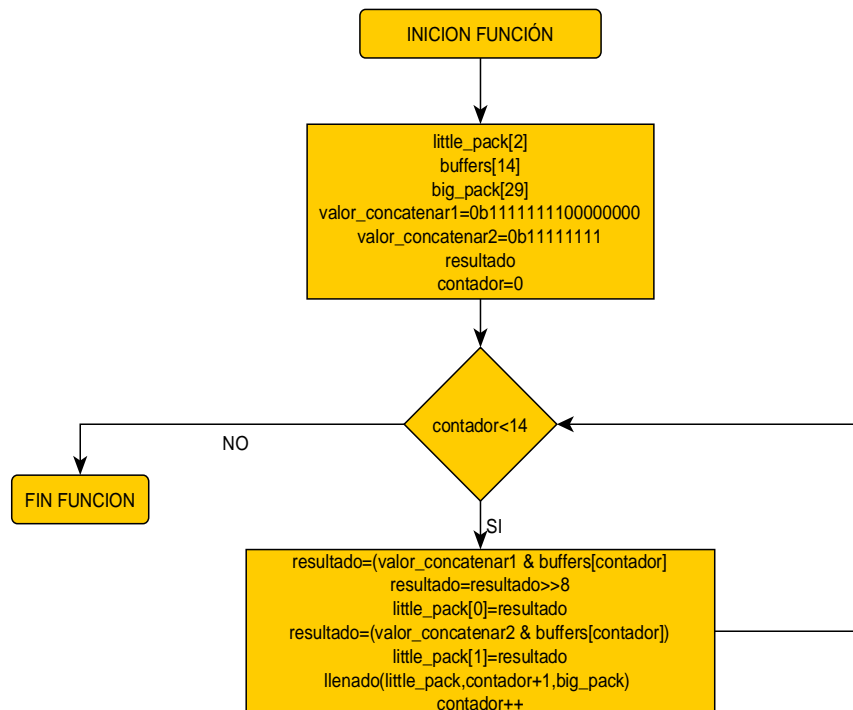 INICION FUNCIÓN
little_pack[2]
buffers[14]
big_pack[29]
valor_concatenar1=0b1111111100000000
valor_concatenar2=0b11111111
resultado
contador=0
contador<14
NO
FIN FUNCION
SI
resultado=(valor_concatenar1 & buffers[contador]
resultado=resultado>>8
little_pack[0]=resultado
resultado=(valor_concatenar2 & buffers[contador])
little_pack[1]=resultado
llenado(little_pack,contador+1,big_pack)
contador++